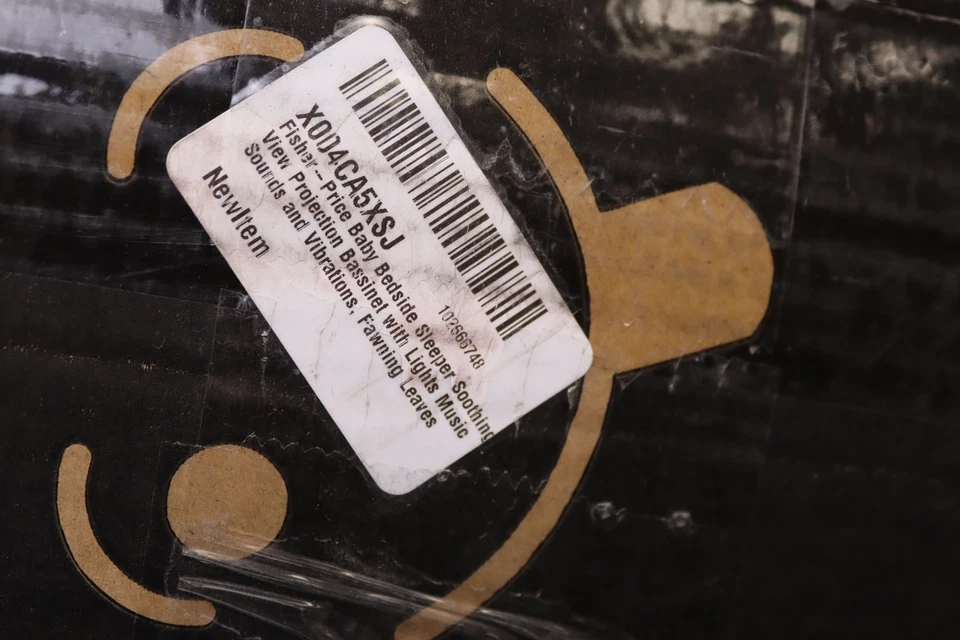 X004CA5XSJ
102666748
Fisher-Price Baby Bedside Sleeper Soothing
View Projection Bassinet with Lights Music
Sounds and Vibrations, Fawning Leaves
NewItem